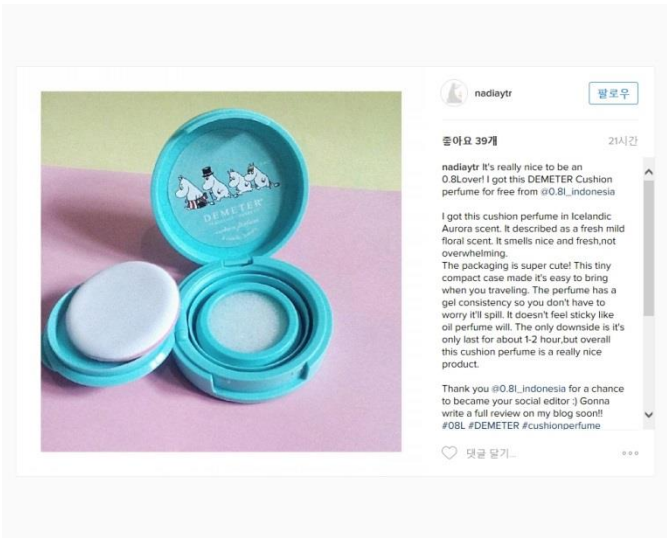 nadiaytr
팔로우
좋아요 39개
21시간
nadiaytr It's really nice to be an
0.8Lover! I got this DEMETER Cushion
perfume for free from @0.8l_indonesia
I got this cushion perfume in Icelandic
Aurora scent. It described as a fresh mild
floral scent. It smells nice and fresh,not
overwhelming.
The packaging is super cute! This tiny
compact case made it's easy to bring
when you traveling. The perfume has a
gel consistency so you don't have to
worry it'll spill. It doesn't feel sticky like
oil perfume will. The only downside is it's
only last for about 1-2 hour,but overall
this cushion perfume is a really nice
product.
Thank you @0.8l_indonesia for a chance
to became your social editor :) Gonna
write a full review on my blog soon!!
#08L #DEMETER #cushionperfume
댓글 달기...
DEMETER